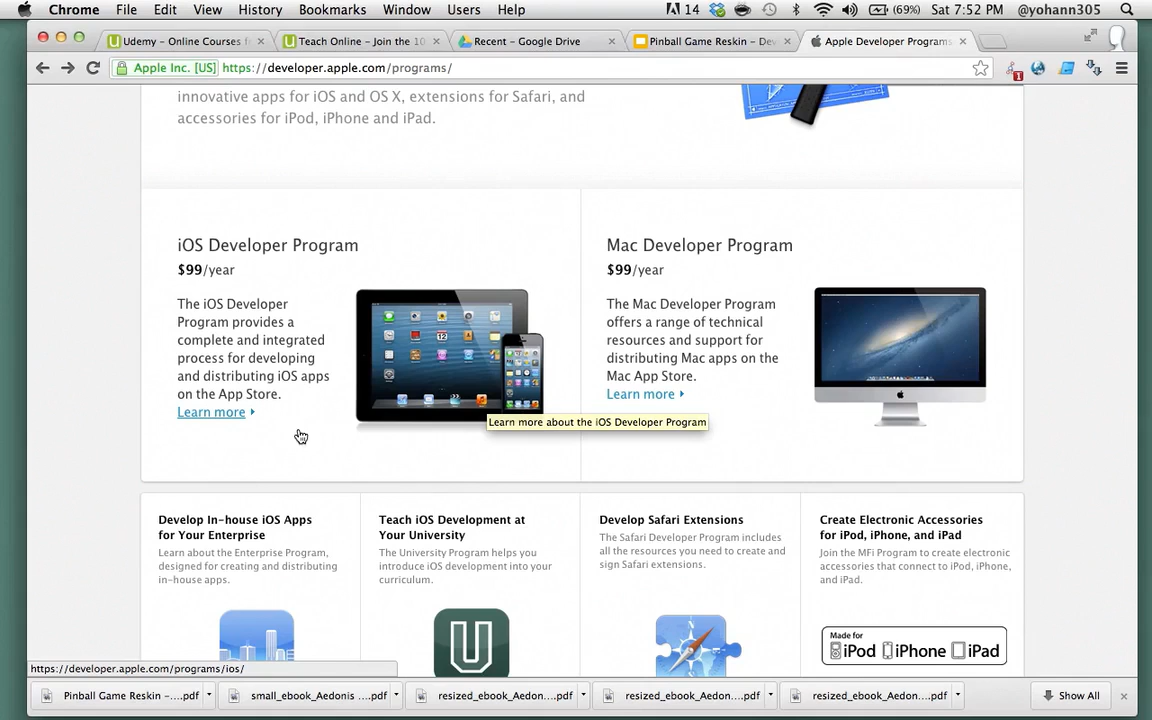 Chrome File Edit View History Bookmarks Window Users Help 14 (69%) Sat 7:52 PM @yohann305
Udemy - Online Courses f Teach Online - Join the 10 Recent - Google Drive Pinball Game Reskin - Dev Apple Developer Programs
Apple Inc. [US] https://developer.apple.com/programs/ 1
innovative apps for iOS and OS X, extensions for Safari, and
accessories for iPod, iPhone and iPad.
iOS Developer Program
$99/year
The iOS Developer
Program provides a
complete and integrated
process for developing
and distributing iOS apps
on the App Store.
Learn more
Learn more about the iOS Developer Program
Mac Developer Program
$99/year
The Mac Developer Program
offers a range of technical
resources and support for
distributing Mac apps on the
Mac App Store.
Learn more
Develop In-house iOS Apps
for Your Enterprise
Learn about the Enterprise Program,
designed for creating and distributing
in-house apps.
Teach iOS Development at
Your University
The University Program helps you
introduce iOS development into your
curriculum.
U
Develop Safari Extensions
The Safari Developer Program includes
all the resources you need to create and
sign Safari extensions.
Create Electronic Accessories
for iPod, iPhone, and iPad
Join the MFi Program to create electronic
accessories that connect to iPod, iPhone,
and iPad.
Made for
iPod iPhone iPad
https://developer.apple.com/programs/ios/
Pinball Game Reskin -....pdf small_ebook_Aedonis ....pdf resized_ebook_Aedon....pdf resized_ebook_Aedon....pdf resized_ebook_Aedon....pdf Show All